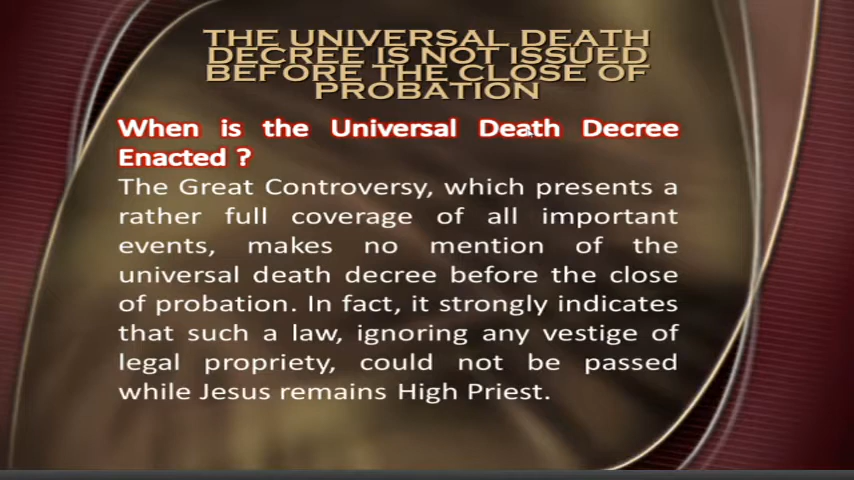 THE UNIVERSAL DEATH
DECREE IS NOT ISSUED
BEFORE THE CLOSE OF
PROBATION
When is the Universal Death Decree
Enacted ?
The Great Controversy, which presents a
rather full coverage of all important
events, makes no mention of the
universal death decree before the close
of probation. In fact, it strongly indicates
that such a law, ignoring any vestige of
legal propriety, could not be passed
while Jesus remains High Priest.